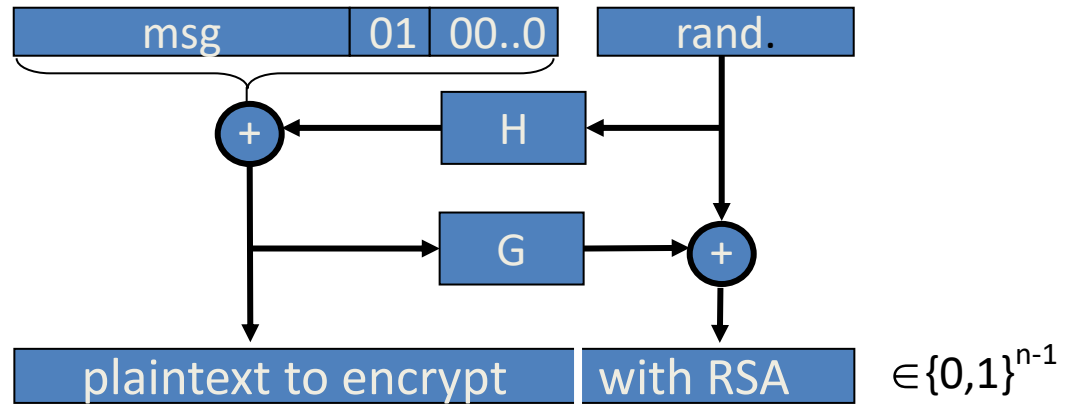 msg 01 00..0 rand.
+ H
G +
plaintext to encrypt with RSA ∈{0,1}ⁿ⁻¹